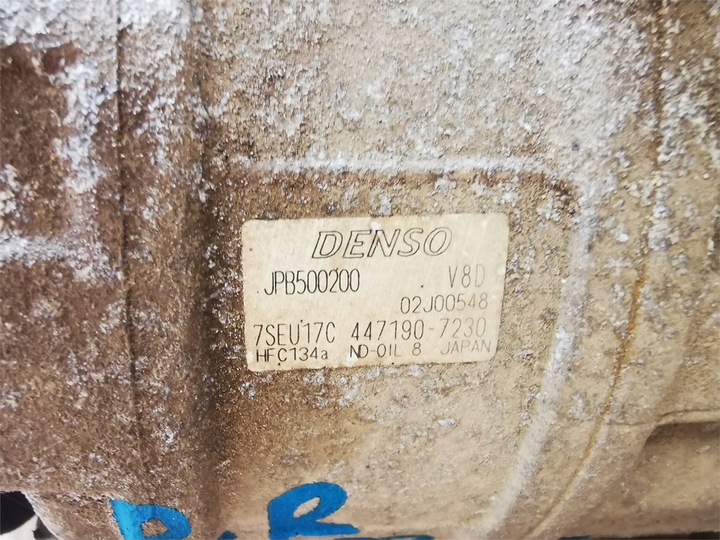 DENSO
JPB500200 V8D
02J00548
7SEU17C 447190-7230
HFC134a ND-OIL 8 JAPAN
R.R